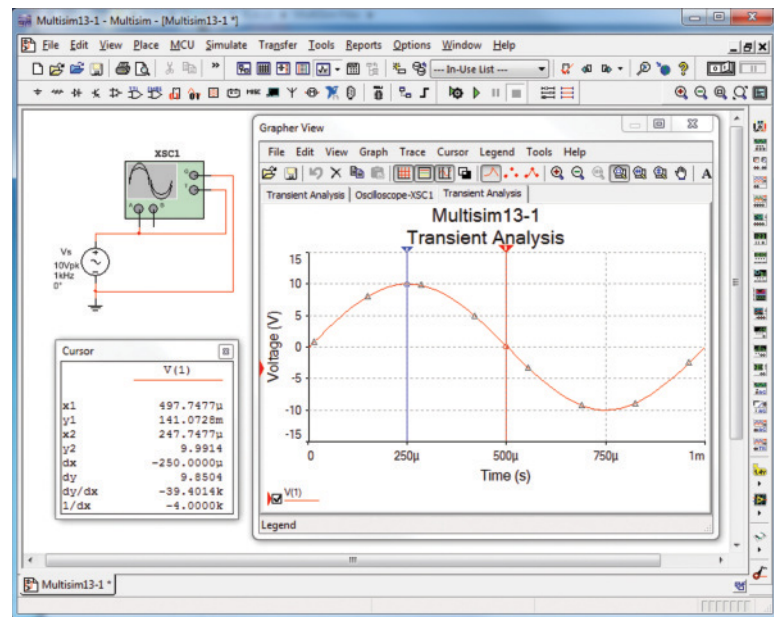 Multisim13-1 - Multisim - [Multisim13-1 *]
File Edit View Place MCU Simulate Transfer Tools Reports Options Window Help
--- In-Use List ---
XSC1
Vs
10Vpk
1kHz
0°
Grapher View
File Edit View Graph Trace Cursor Legend Tools Help
A
Transient Analysis Oscilloscope-XSC1 Transient Analysis
Multisim13-1
Transient Analysis
Voltage (V)
15
10
5
0
-5
-10
-15
0 250µ 500µ 750µ 1m
Time (s)
V(1)
Legend
Cursor
V(1)
x1 497.7477µ
y1 141.0728m
x2 247.7477µ
y2 9.9914
dx -250.0000µ
dy 9.8504
dy/dx -39.4014k
1/dx -4.0000k
Multisim13-1 *